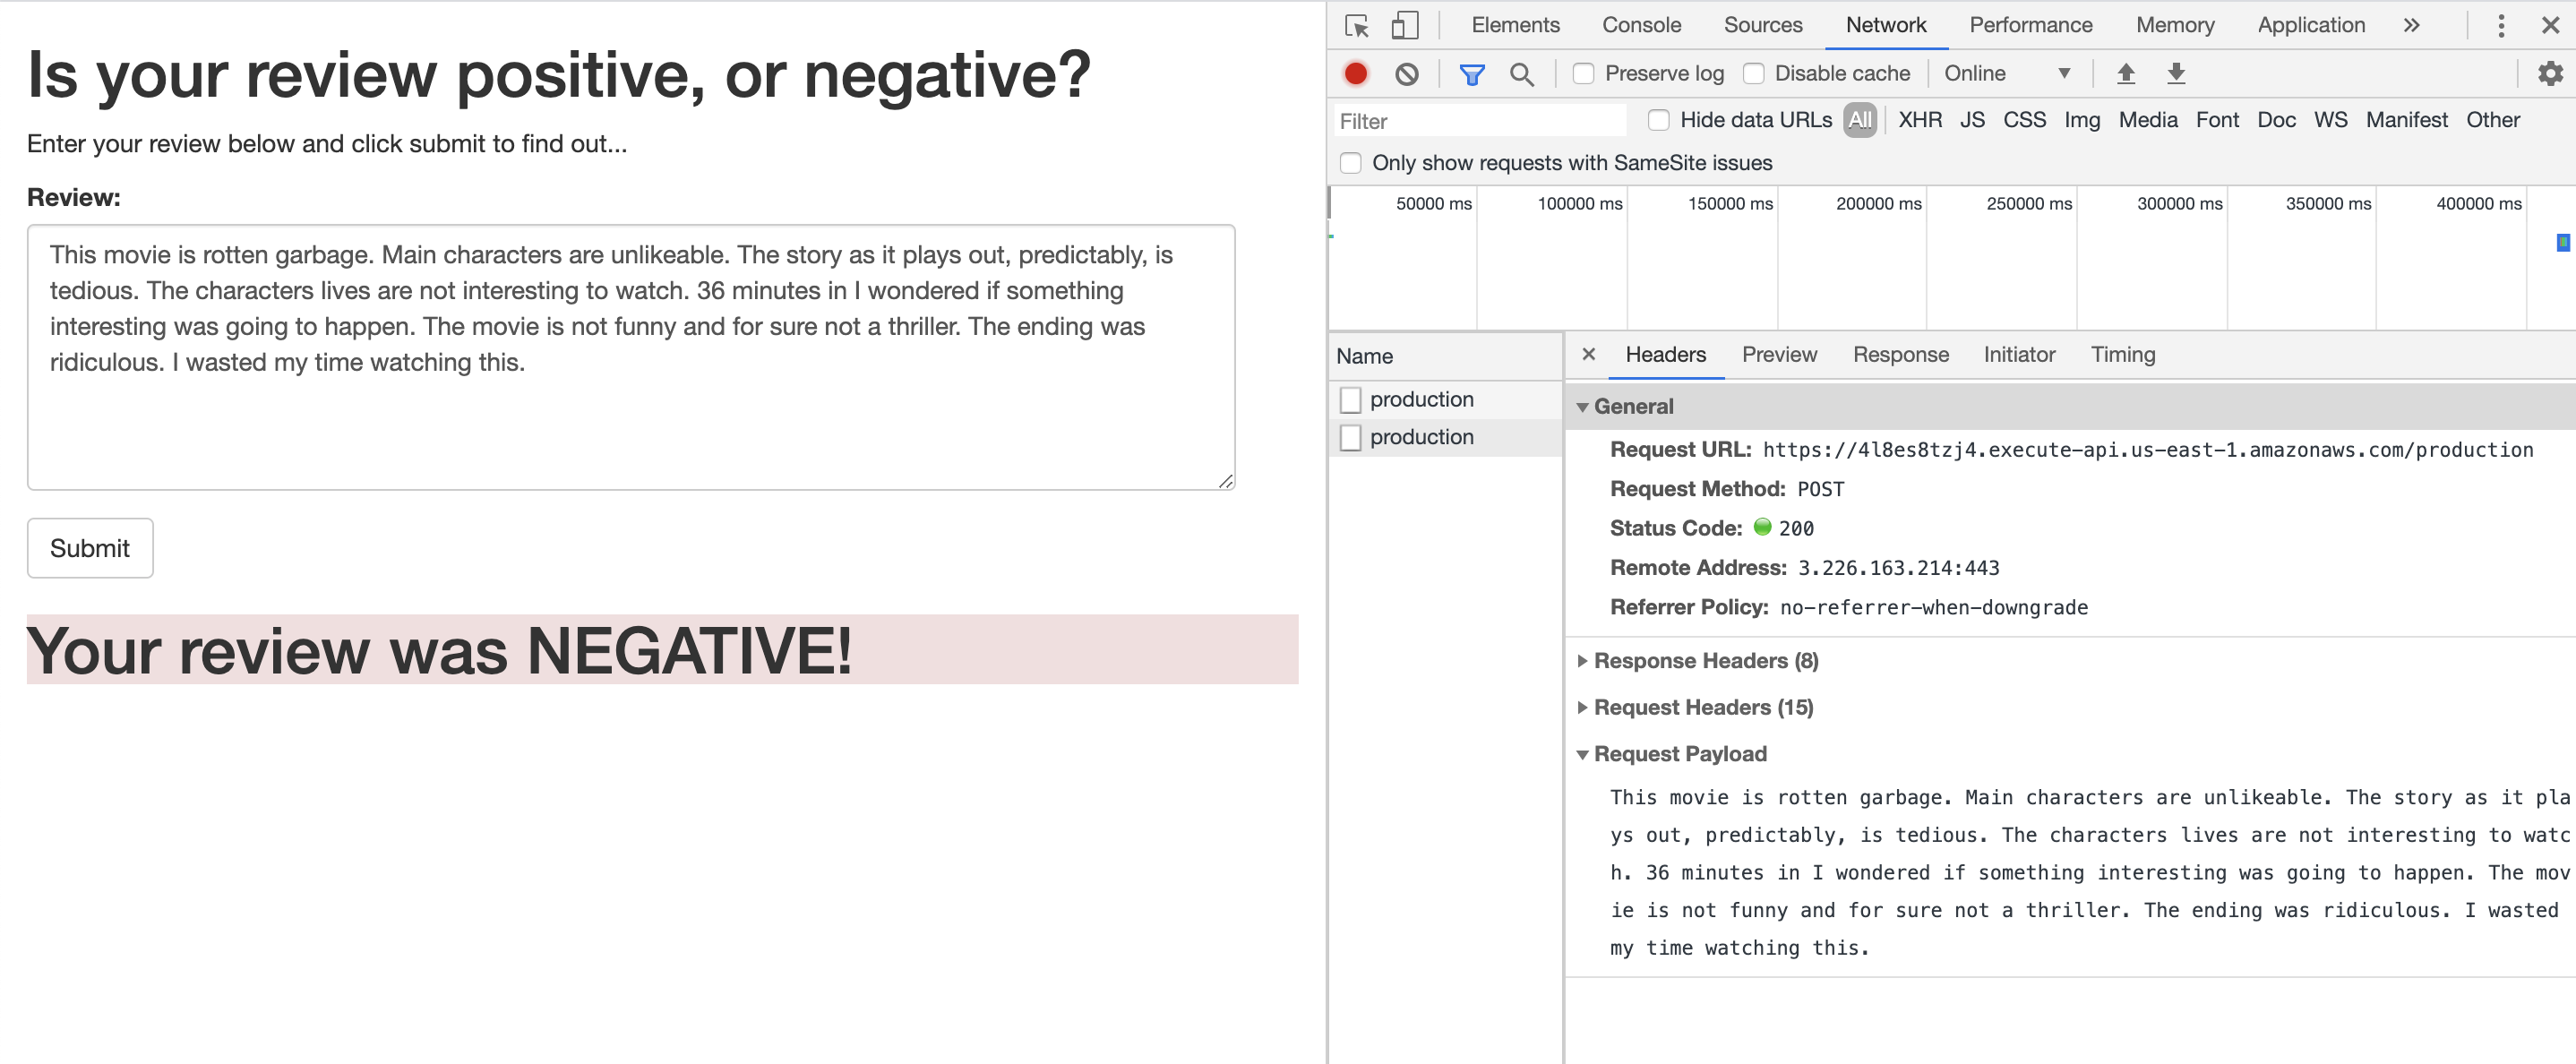 Is your review positive, or negative?
Enter your review below and click submit to find out...
Review:
This movie is rotten garbage. Main characters are unlikeable. The story as it plays out, predictably, is
tedious. The characters lives are not interesting to watch. 36 minutes in I wondered if something
interesting was going to happen. The movie is not funny and for sure not a thriller. The ending was
ridiculous. I wasted my time watching this.
Submit
Your review was NEGATIVE!
Elements Console Sources Network Performance Memory Application »
Preserve log Disable cache Online
Filter Hide data URLs All XHR JS CSS Img Media Font Doc WS Manifest Other
Only show requests with SameSite issues
50000 ms 100000 ms 150000 ms 200000 ms 250000 ms 300000 ms 350000 ms 400000 ms
Name
production
production
Headers Preview Response Initiator Timing
General
Request URL: https://4l8es8tzj4.execute-api.us-east-1.amazonaws.com/production
Request Method: POST
Status Code: 200
Remote Address: 3.226.163.214:443
Referrer Policy: no-referrer-when-downgrade
Response Headers (8)
Request Headers (15)
Request Payload
This movie is rotten garbage. Main characters are unlikeable. The story as it pla
ys out, predictably, is tedious. The characters lives are not interesting to watc
h. 36 minutes in I wondered if something interesting was going to happen. The mov
ie is not funny and for sure not a thriller. The ending was ridiculous. I wasted
my time watching this.